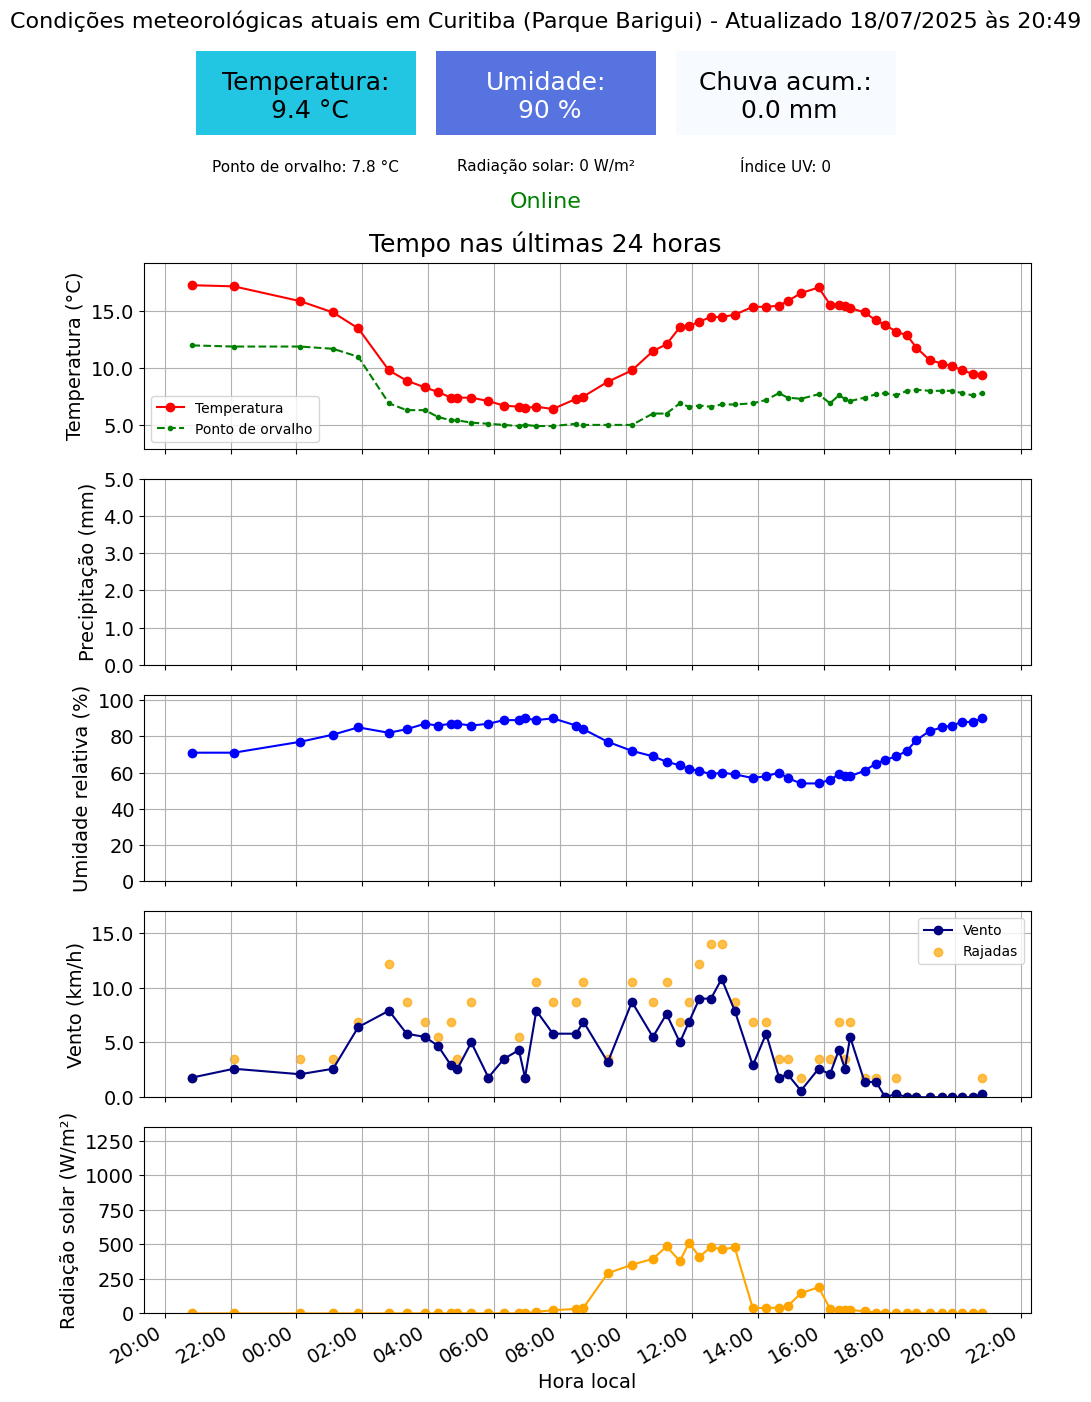 Condições meteorológicas atuais em Curitiba (Parque Barigui) - Atualizado 18/07/2025 às 20:49
Temperatura:
9.4 °C
Umidade:
90 %
Chuva acum.:
0.0 mm
Ponto de orvalho: 7.8 °C
Radiação solar: 0 W/m²
Índice UV: 0
Online
Tempo nas últimas 24 horas
Temperatura (°C)
15.0
10.0
5.0
Temperatura
Ponto de orvalho
Precipitação (mm)
5.0
4.0
3.0
2.0
1.0
0.0
Umidade relativa (%)
100
80
60
40
20
0
Vento (km/h)
15.0
10.0
5.0
0.0
Vento
Rajadas
Radiação solar (W/m²)
1250
1000
750
500
250
0
20:00
22:00
00:00
02:00
04:00
06:00
08:00
10:00
12:00
14:00
16:00
18:00
20:00
22:00
Hora local